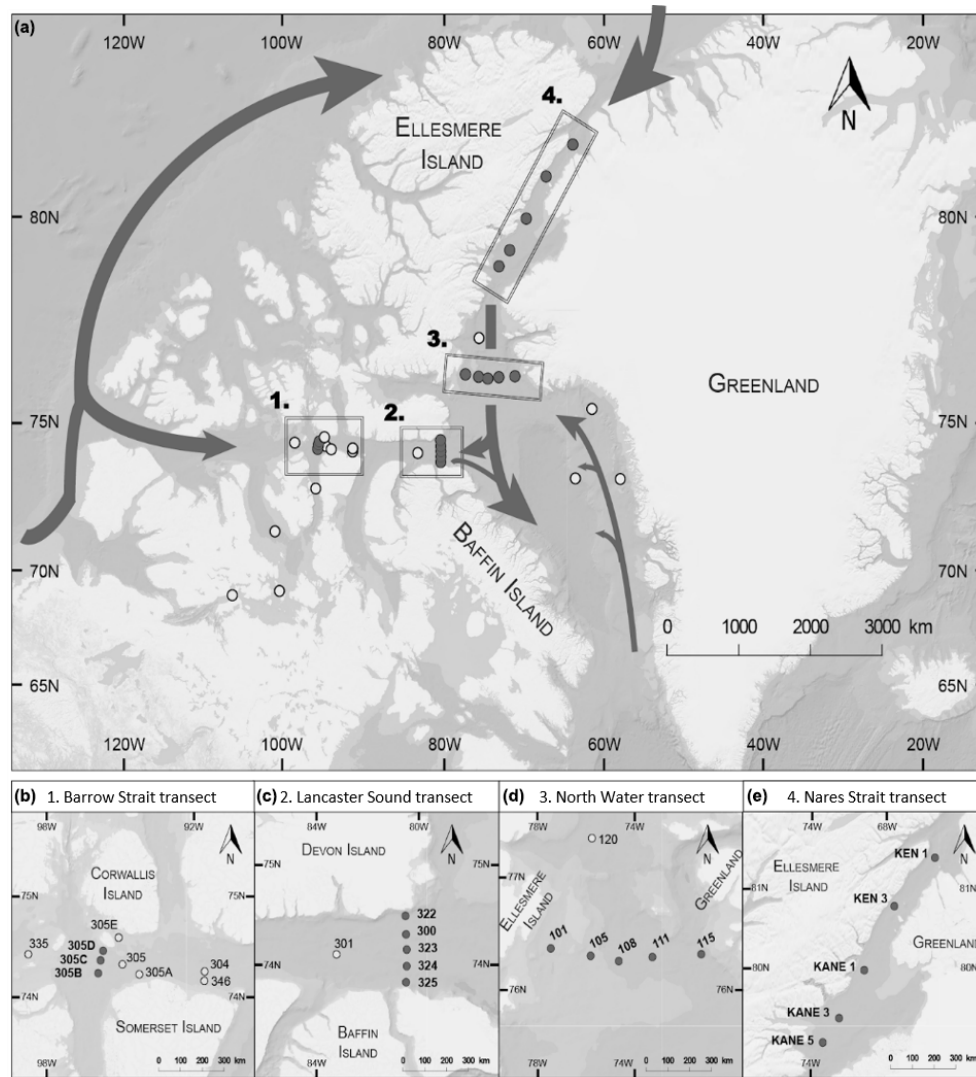 (a)
120W 100W 80W 60W 40W 20W
4.
ELLESMERE
ISLAND
N
80N 80N
3.
GREENLAND
1. 2.
75N 75N
BAFFIN ISLAND
70N 70N
0 1000 2000 3000 km
65N 65N
120W 100W 80W 60W 40W 20W
(b) 1. Barrow Strait transect
98W 92W
N
75N 75N
CORWALLIS
ISLAND
305E
335 305D
305C 305
305B 305A 304
346
74N 74N
SOMERSET ISLAND
98W
0 100 200 300 km
(c) 2. Lancaster Sound transect
84W 80W
N
DEVON ISLAND
75N 75N
322
300
301 323
324
325
74N 74N
BAFFIN
ISLAND
84W
0 100 200 300 km
(d) 3. North Water transect
78W 74W
N
120
77N 77N
ELLESMERE
ISLAND
GREENLAND
101 105 108 111 115
76N 76N
78W 74W
0 100 200 300 km
(e) 4. Nares Strait transect
74W 68W
N
KEN 1
ELLESMERE
ISLAND
81N 81N
KEN 3
GREENLAND
80N KANE 1 80N
KANE 3
KANE 5
74W
0 100 200 300 km